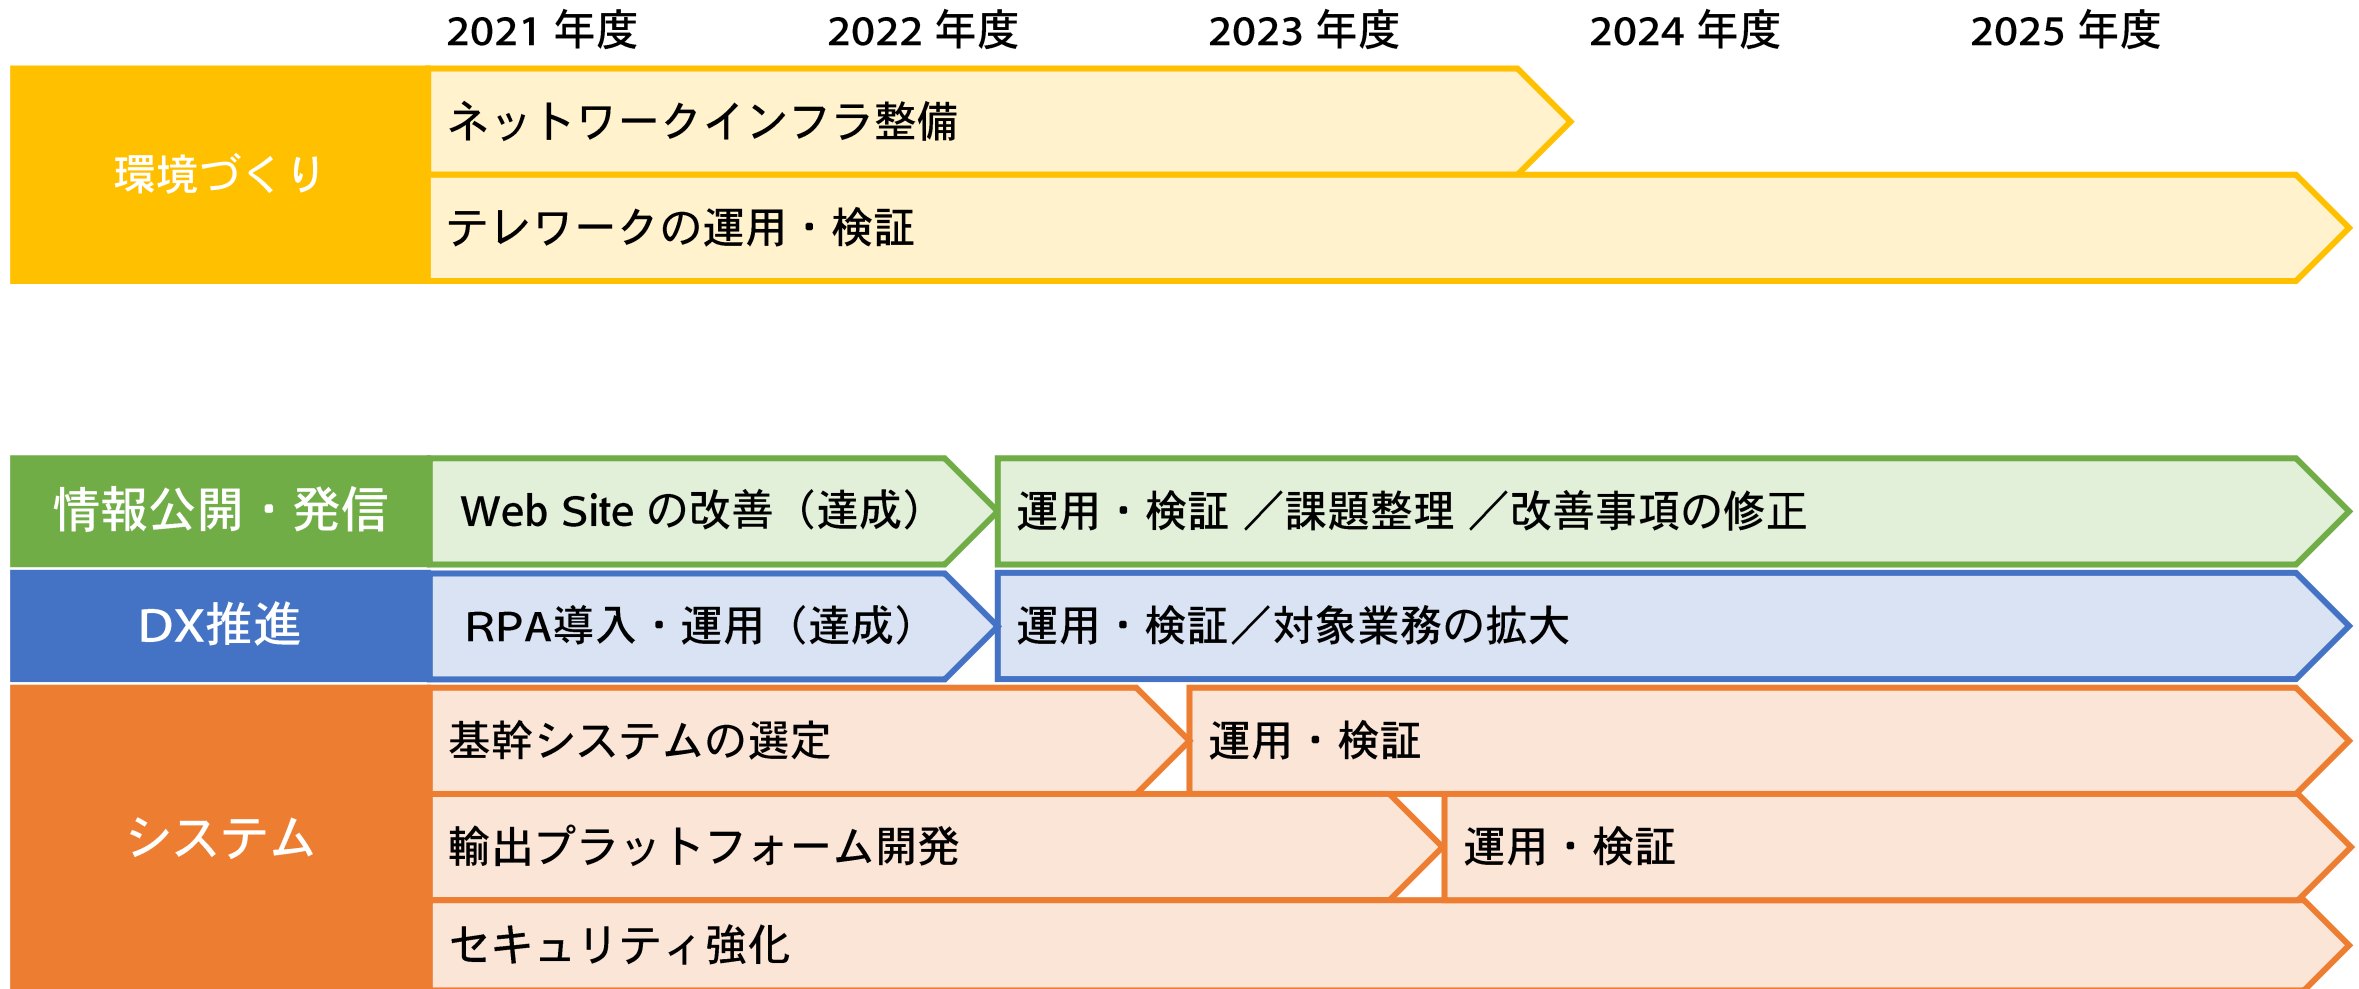 2021 年度 2022 年度 2023 年度 2024 年度 2025 年度
環境づくり
ネットワークインフラ整備
テレワークの運用・検証
情報公開・発信
Web Site の改善（達成）
運用・検証 ／課題整理 ／改善事項の修正
DX推進
RPA導入・運用（達成）
運用・検証／対象業務の拡大
システム
基幹システムの選定
運用・検証
輸出プラットフォーム開発
運用・検証
セキュリティ強化